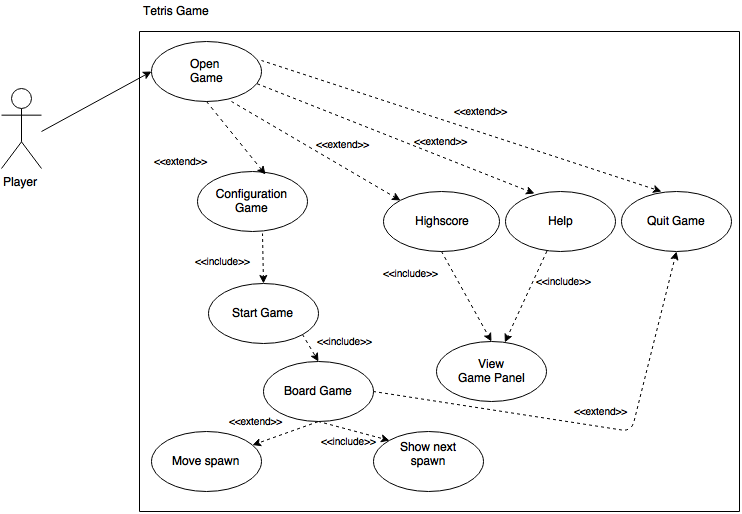 Tetris Game
Open
Game
<<extend>>
<<extend>>
<<extend>>
<<extend>>
Player
Configuration
Game
Highscore
Help
Quit Game
<<include>>
<<include>>
<<include>>
Start Game
<<include>>
View
Game Panel
Board Game
<<extend>>
<<extend>>
<<include>>
Move spawn
Show next
spawn